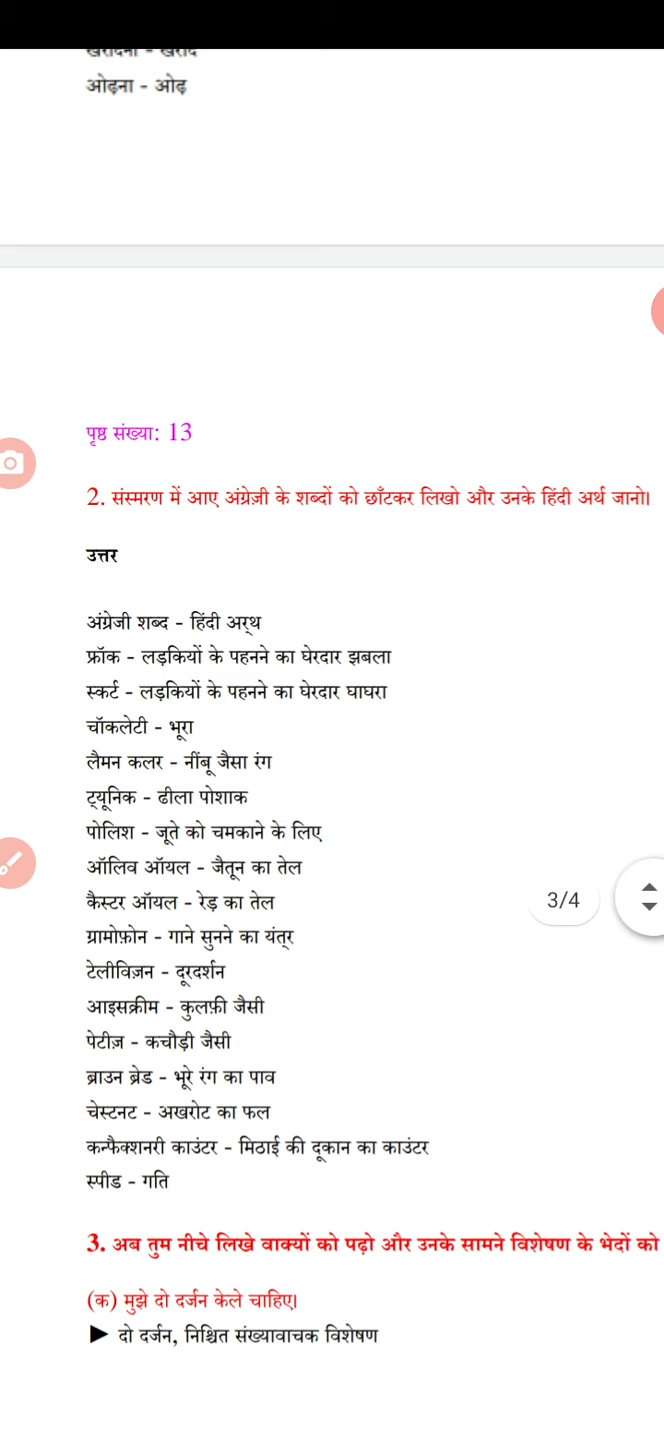 खरीदना - खरीद
ओढ़ना - ओढ़
पृष्ठ संख्या: 13
2. संस्मरण में आए अंग्रेज़ी के शब्दों को छाँटकर लिखो और उनके हिंदी अर्थ जानो।
उत्तर
अंग्रेजी शब्द - हिंदी अर्थ
फ्रॉक - लड़कियों के पहनने का घेरदार झबला
स्कर्ट - लड़कियों के पहनने का घेरदार घाघरा
चॉकलेटी - भूरा
लैमन कलर - नींबू जैसा रंग
ट्यूनिक - ढीला पोशाक
पोलिश - जूते को चमकाने के लिए
ऑलिव ऑयल - जैतून का तेल
कैस्टर ऑयल - रेड़ का तेल
3/4
ग्रामोफ़ोन - गाने सुनने का यंत्र
टेलीविज़न - दूरदर्शन
आइसक्रीम - कुलफ़ी जैसी
पेटीज़ - कचौड़ी जैसी
ब्राउन ब्रेड - भूरे रंग का पाव
चेस्टनट - अखरोट का फल
कन्फैक्शनरी काउंटर - मिठाई की दूकान का काउंटर
स्पीड - गति
3. अब तुम नीचे लिखे वाक्यों को पढ़ो और उनके सामने विशेषण के भेदों को
(क) मुझे दो दर्जन केले चाहिए।
▶ दो दर्जन, निश्चित संख्यावाचक विशेषण